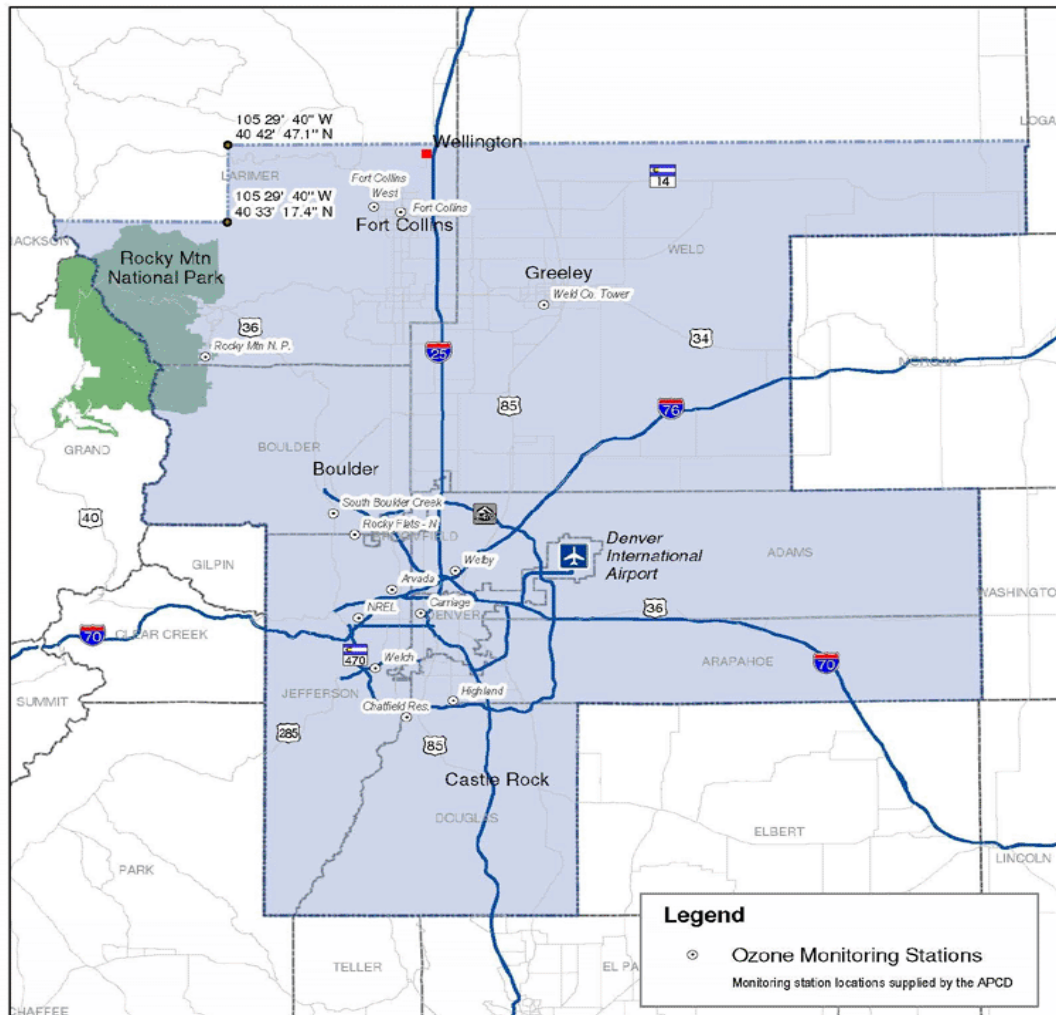 105 29' 40" W
40 42' 47.1" N
Wellington
LARIMER
14
Fort Collins
West
Fort Collins
105 29' 40" W
40 33' 17.4" N
Fort Collins
JACKSON
WELD
Rocky Mtn
National Park
Greeley
Weld Co. Tower
36
34
Rocky Mtn N. P.
25
MORGAN
85
76
GRAND
BOULDER
Boulder
South Boulder Creek
40
Rocky Flats - N
Denver
International
Airport
ADAMS
GILPIN
Welby
Arvada
WASHINGTO
NREL
Carriage
DENVER
36
70
CLEAR CREEK
470
Welch
ARAPAHOE
70
SUMMIT
JEFFERSON
Highland
Chatfield Res.
285
85
Castle Rock
DOUGLAS
ELBERT
LINCOLN
PARK
Legend
Ozone Monitoring Stations
Monitoring station locations supplied by the APCD
TELLER
EL PA